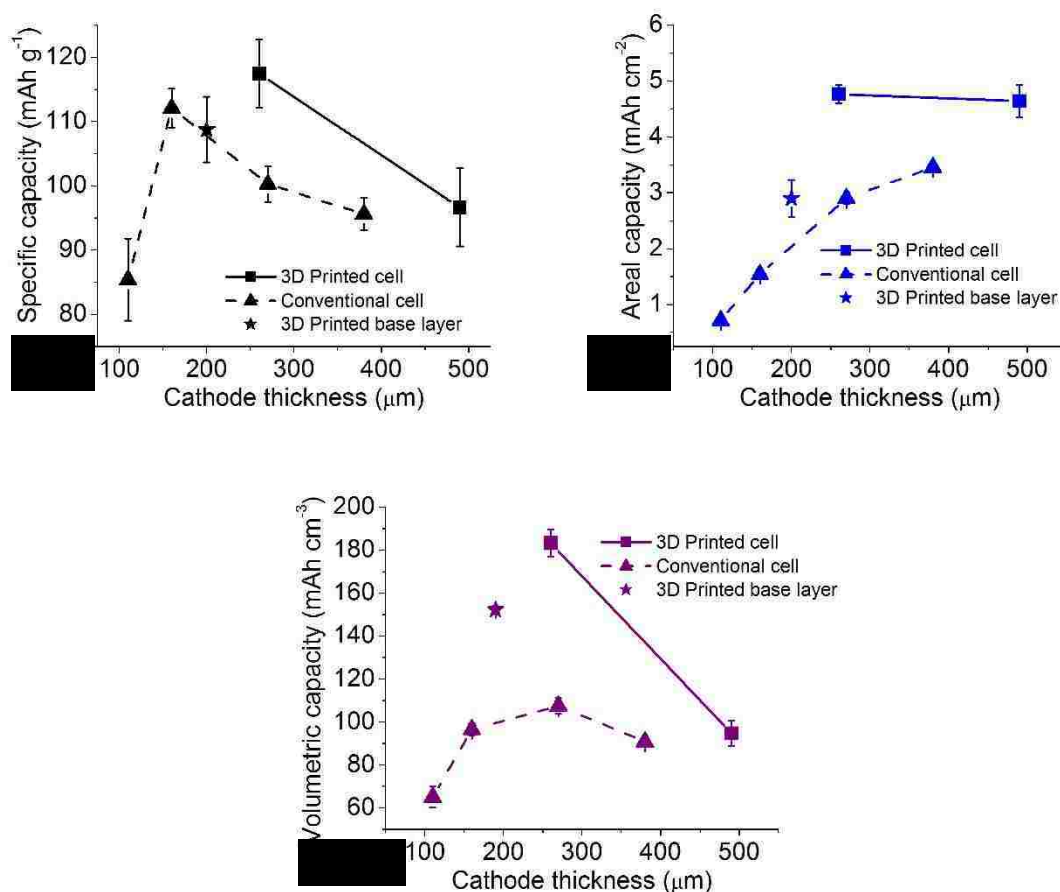 Specific capacity (mAh g⁻¹)
120
110
100
90
80
3D Printed cell
Conventional cell
3D Printed base layer
100 200 300 400 500
Cathode thickness (μm)
Areal capacity (mAh cm⁻²)
6
5
4
3
2
1
3D Printed cell
Conventional cell
3D Printed base layer
100 200 300 400 500
Cathode thickness (μm)
Volumetric capacity (mAh cm⁻³)
200
180
160
140
120
100
80
60
3D Printed cell
Conventional cell
3D Printed base layer
100 200 300 400 500
Cathode thickness (μm)